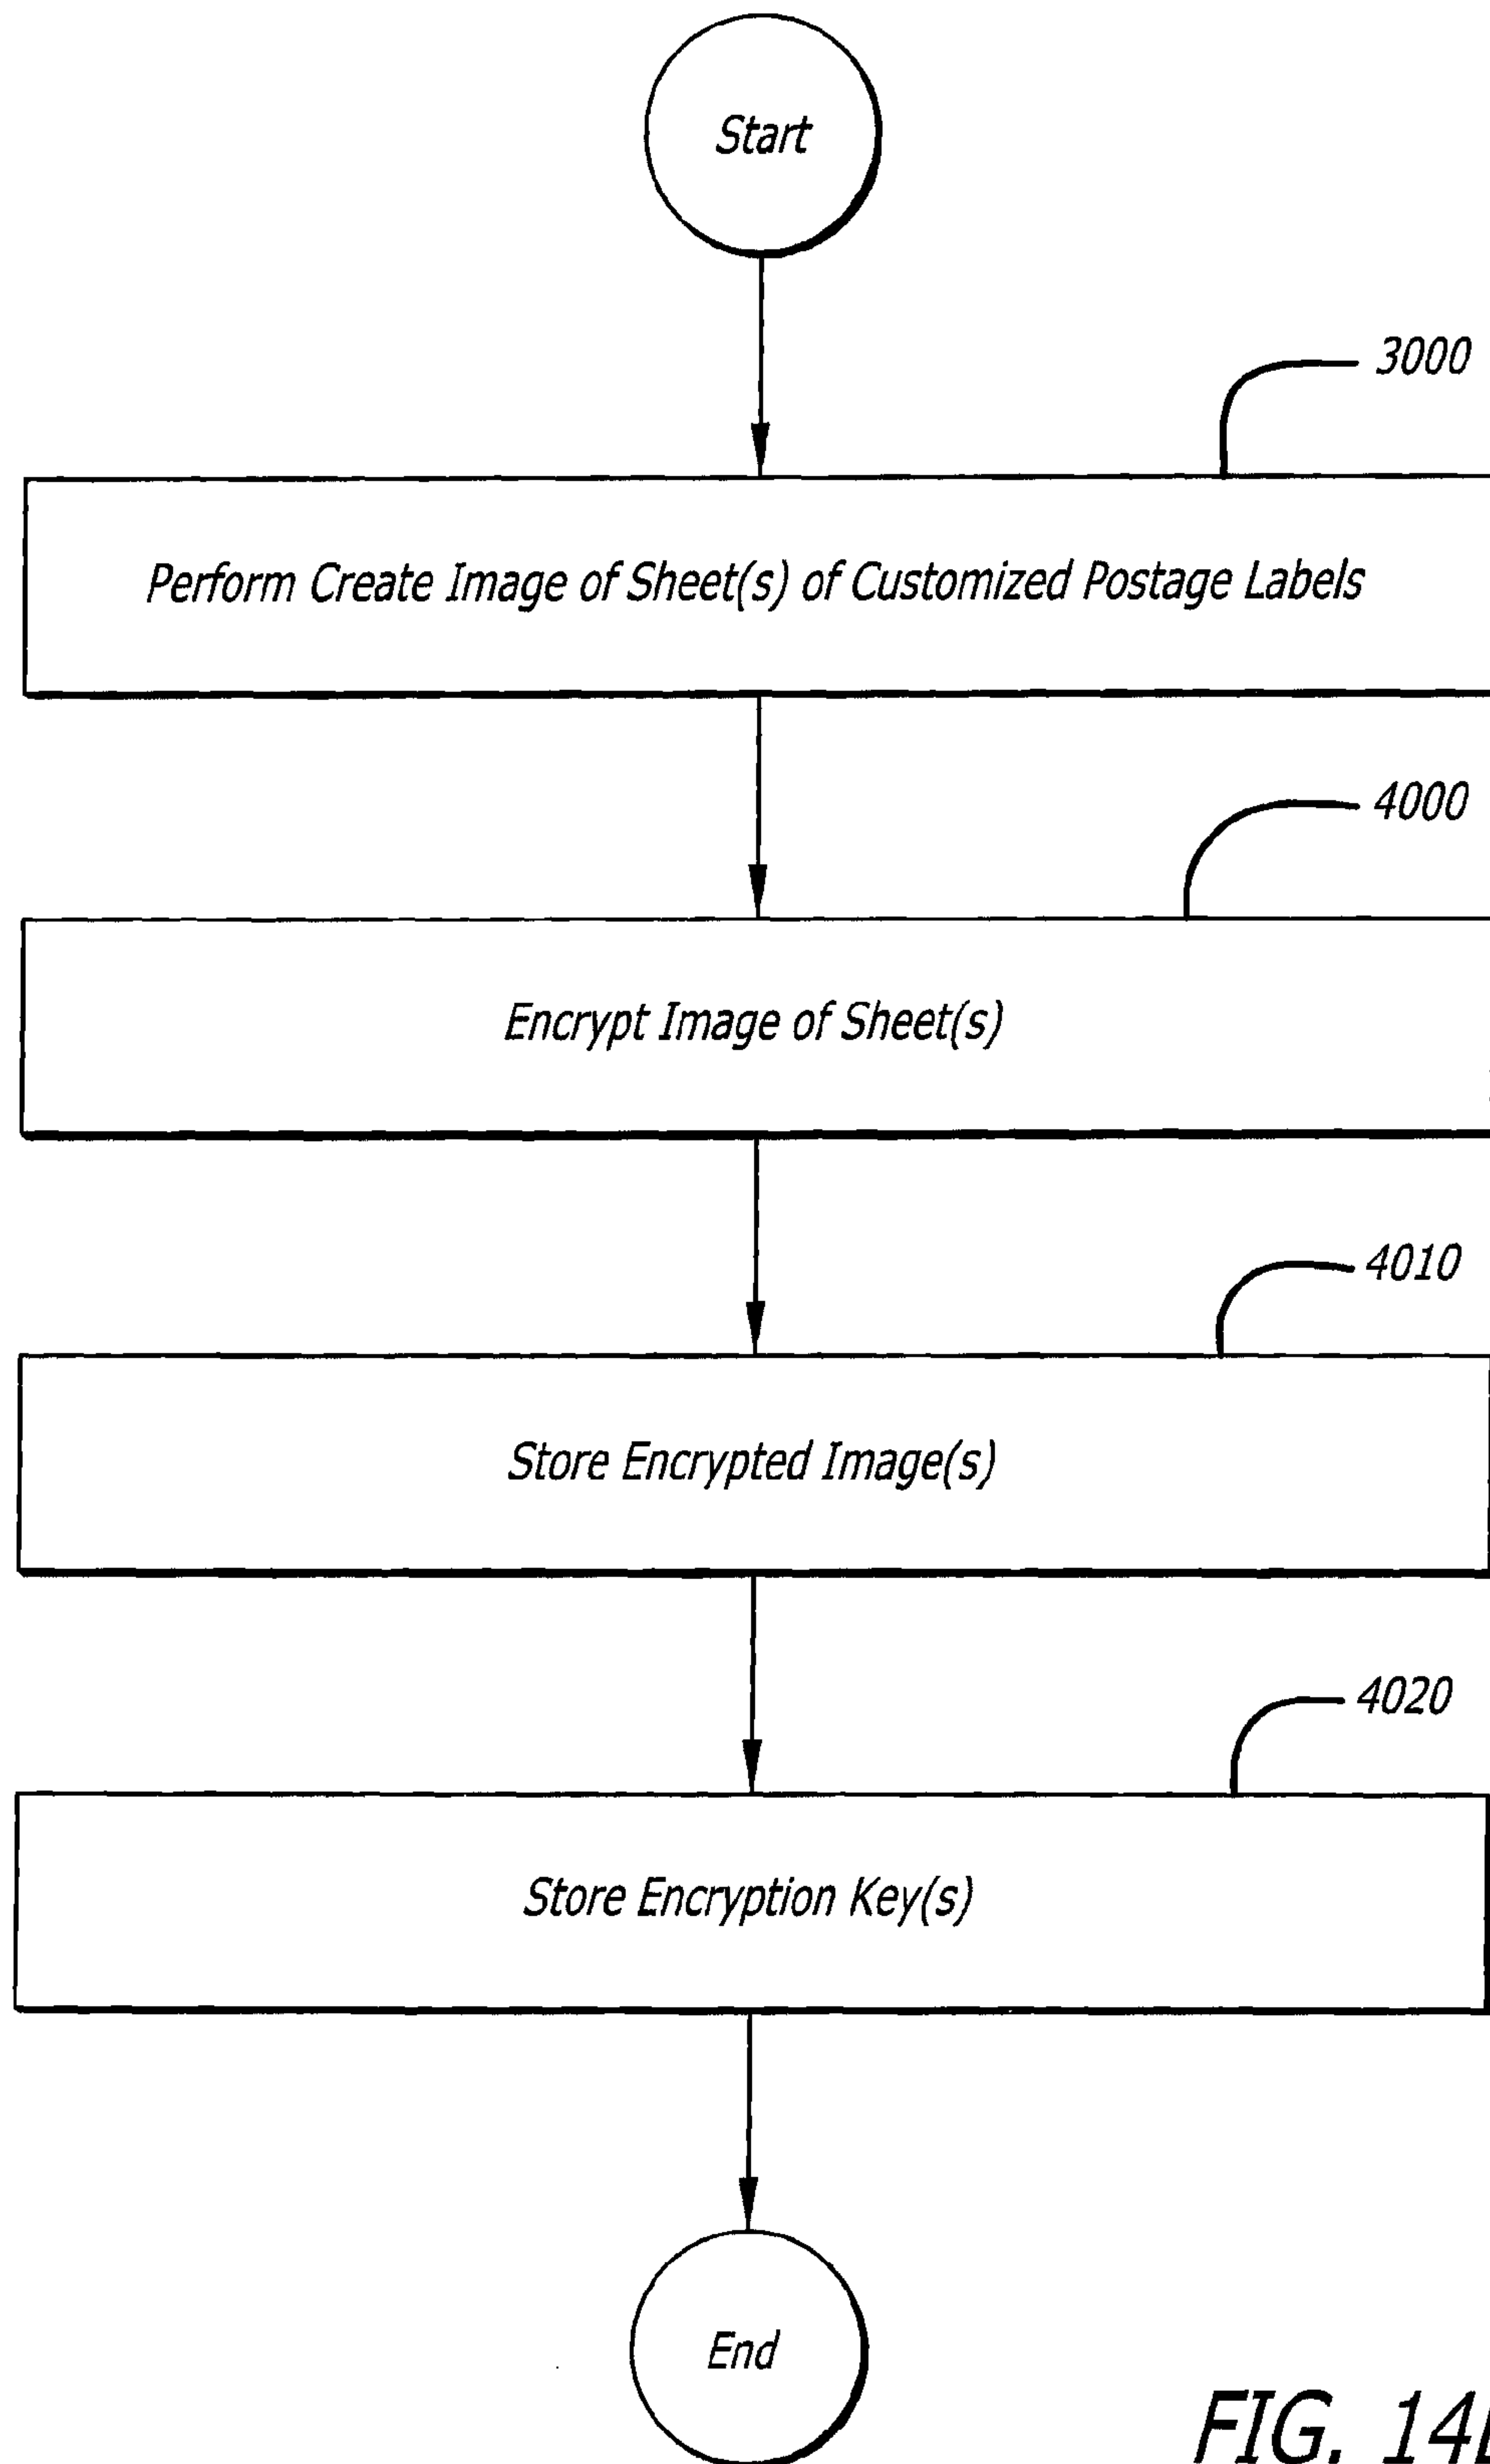 Start
3000
Perform Create Image of Sheet(s) of Customized Postage Labels
4000
Encrypt Image of Sheet(s)
4010
Store Encrypted Image(s)
4020
Store Encryption Key(s)
End
FIG.